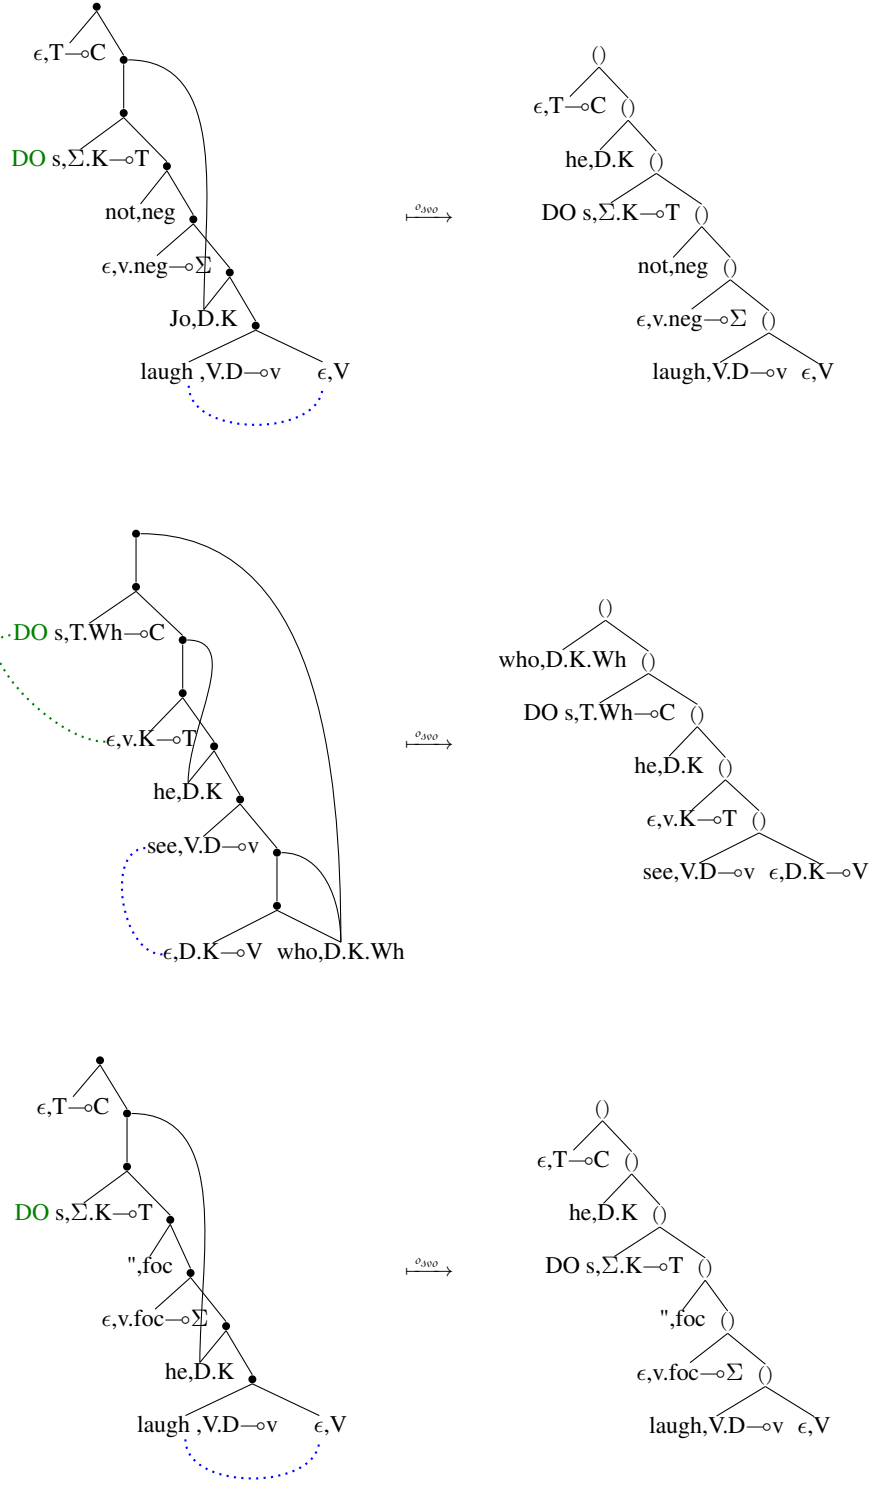 ()
ϵ,T⊸C ()
ϵ,T⊸C ()
he,D.K ()
DO s,Σ.K⊸T
DO s,Σ.K⊸T ()
not,neg
not,neg ()
ϵ,v.neg⊸Σ
ϵ,v.neg⊸Σ ()
Jo,D.K
laugh ,V.D⊸v ϵ,V
laugh,V.D⊸v ϵ,V
()
DO s,T.Wh⊸C
who,D.K.Wh ()
DO s,T.Wh⊸C ()
ϵ,v.K⊸T
he,D.K ()
he,D.K
ϵ,v.K⊸T ()
see,V.D⊸v
see,V.D⊸v ϵ,D.K⊸V
ϵ,D.K⊸V who,D.K.Wh
ϵ,T⊸C
()
ϵ,T⊸C ()
DO s,Σ.K⊸T
he,D.K ()
",foc
DO s,Σ.K⊸T ()
ϵ,v.foc⊸Σ
",foc ()
he,D.K
ϵ,v.foc⊸Σ ()
laugh ,V.D⊸v ϵ,V
laugh,V.D⊸v ϵ,V